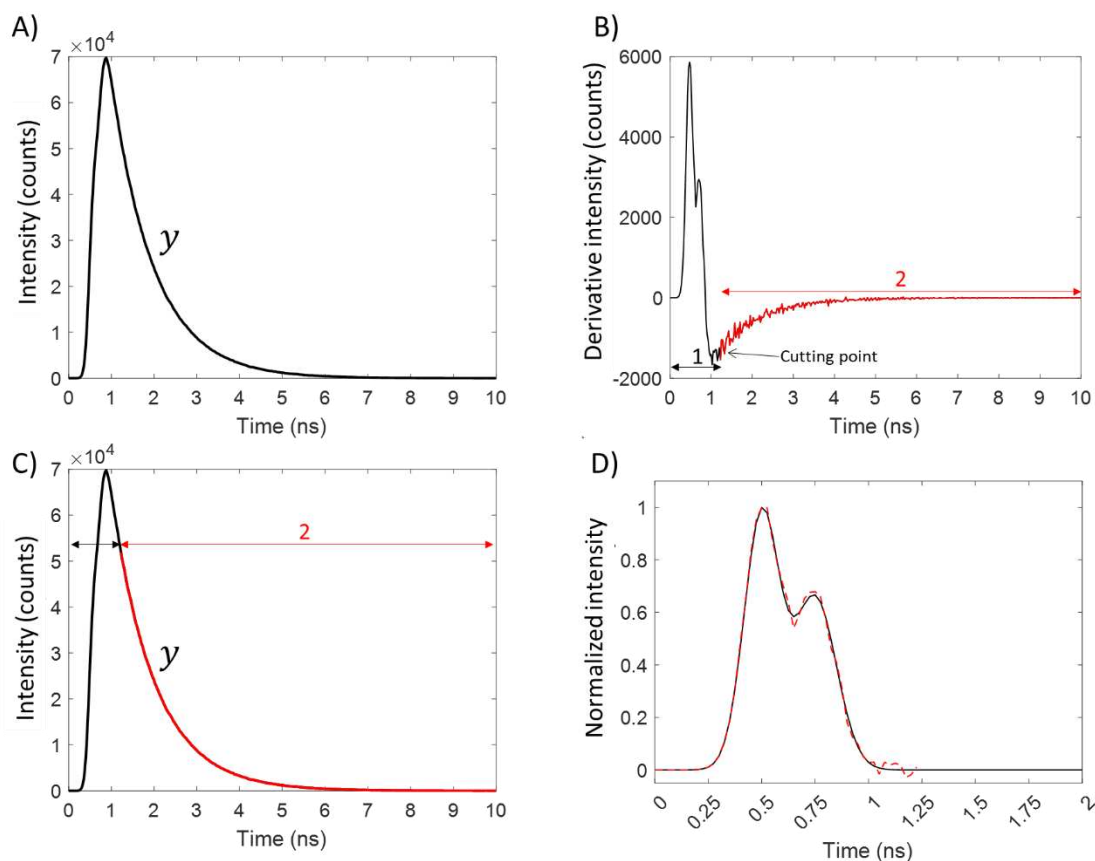 A)
×10⁴
7
6
5
4
3
2
1
0
Intensity (counts)
y
0 1 2 3 4 5 6 7 8 9 10
Time (ns)
B)
6000
4000
2000
0
-2000
Derivative intensity (counts)
2
1
Cutting point
0 1 2 3 4 5 6 7 8 9 10
Time (ns)
C)
×10⁴
7
6
5
4
3
2
1
0
Intensity (counts)
2
y
0 1 2 3 4 5 6 7 8 9 10
Time (ns)
D)
1
0.8
0.6
0.4
0.2
0
Normalized intensity
0 0.25 0.5 0.75 1 1.25 1.5 1.75 2
Time (ns)